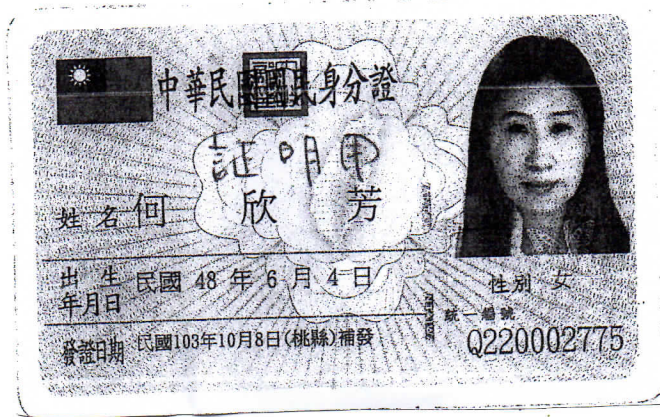 中華民國國民身分證
証明用
姓名 何欣芳
出生年月日 民國 48 年 6 月 4 日
性別 女
統一編號
發證日期 民國103年10月8日(桃縣)補發
Q220002775